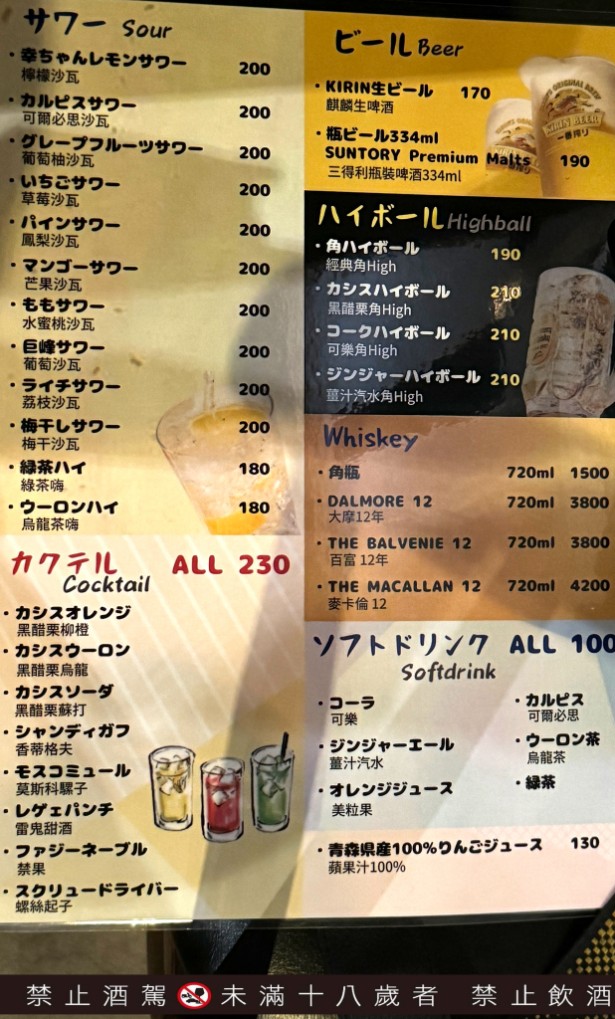 サワー Sour
・幸ちゃんレモンサワー 200
檸檬沙瓦
・カルピスサワー 200
可爾必思沙瓦
・グレープフルーツサワー 200
葡萄柚沙瓦
・いちごサワー 200
草莓沙瓦
・パインサワー 200
鳳梨沙瓦
・マンゴーサワー 200
芒果沙瓦
・ももサワー 200
水蜜桃沙瓦
・巨峰サワー 200
葡萄沙瓦
・ライチサワー 200
荔枝沙瓦
・梅干しサワー 200
梅干沙瓦
・緑茶ハイ 180
綠茶嗨
・ウーロンハイ 180
烏龍茶嗨
カクテル ALL 230
Cocktail
・カシスオレンジ
黑醋栗柳橙
・カシスウーロン
黑醋栗烏龍
・カシスソーダ
黑醋栗蘇打
・シャンディガフ
香蒂格夫
・モスコミュール
莫斯科騾子
・レゲェパンチ
雷鬼甜酒
・ファジーネーブル
禁果
・スクリュードライバー
螺絲起子
ビール Beer
・KIRIN生ビール 170
麒麟生啤酒
・瓶ビール334ml
SUNTORY Premium Malts 190
三得利瓶裝啤酒334ml
KIRIN BEER
一番搾り
ハイボール Highball
・角ハイボール 190
經典角High
・カシスハイボール 210
黑醋栗角High
・コークハイボール 210
可樂角High
・ジンジャーハイボール 210
薑汁汽水角High
Whiskey
・角瓶 720ml 1500
・DALMORE 12 720ml 3800
大摩12年
・THE BALVENIE 12 720ml 3800
百富 12年
・THE MACALLAN 12 720ml 4200
麥卡倫 12
ソフトドリンク ALL 100
Softdrink
・コーラ
可樂
・ジンジャーエール
薑汁汽水
・オレンジジュース
美粒果
・カルピス
可爾必思
・ウーロン茶
烏龍茶
・緑茶
・青森県産100%りんごジュース 130
蘋果汁100%
禁止酒駕 未滿十八歲者 禁止飲酒